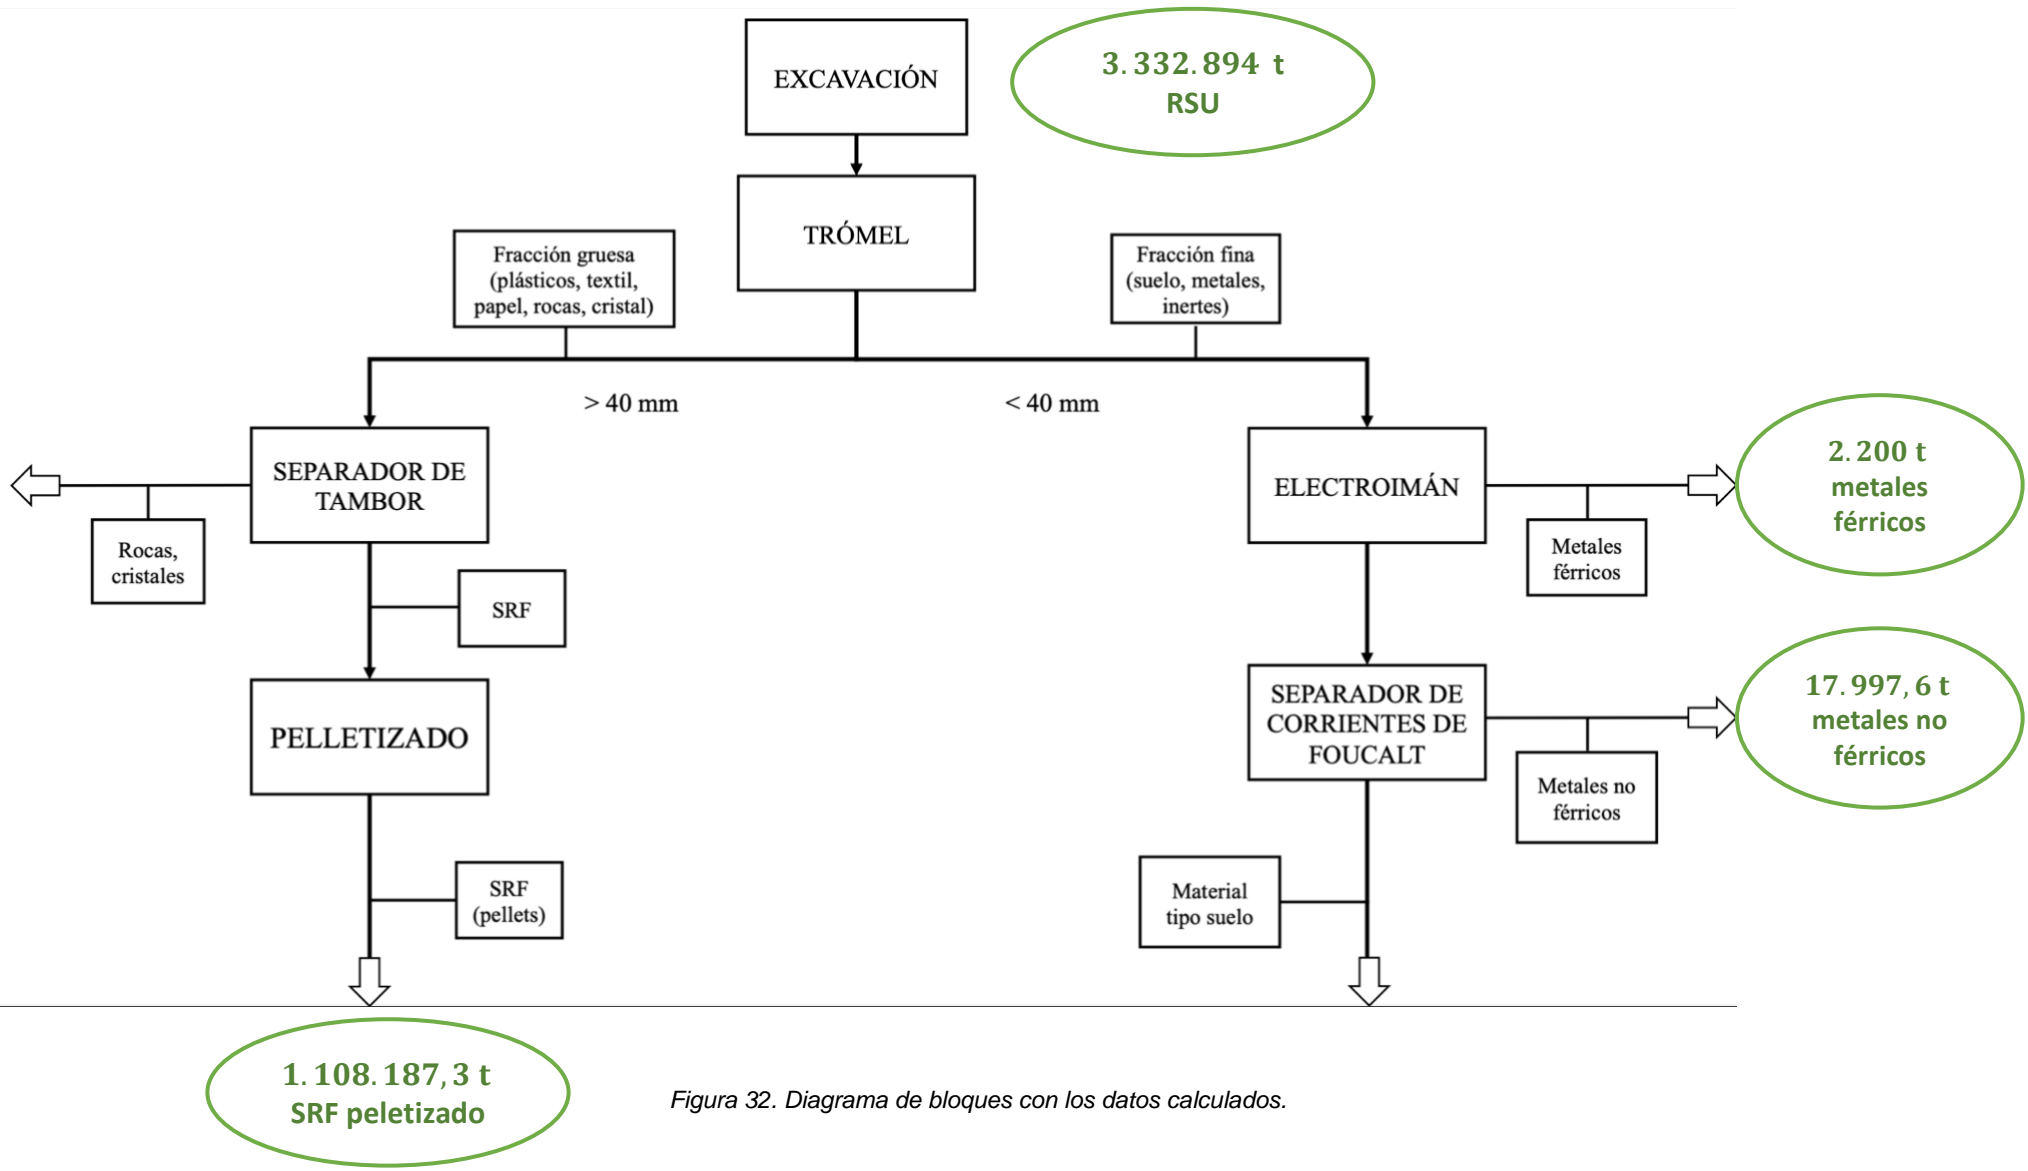 EXCAVACIÓN
3.332.894 t
RSU
TRÓMEL
Fracción gruesa
(plásticos, textil,
papel, rocas, cristal)
Fracción fina
(suelo, metales,
inertes)
> 40 mm
< 40 mm
SEPARADOR DE
TAMBOR
ELECTROIMÁN
2.200 t
metales
férricos
Rocas,
cristales
Metales
férricos
SRF
PELLETIZADO
SEPARADOR DE
CORRIENTES DE
FOUCALT
17.997,6 t
metales no
férricos
Metales no
férricos
SRF
(pellets)
Material
tipo suelo
1.108.187,3 t
SRF peletizado
Figura 32. Diagrama de bloques con los datos calculados.